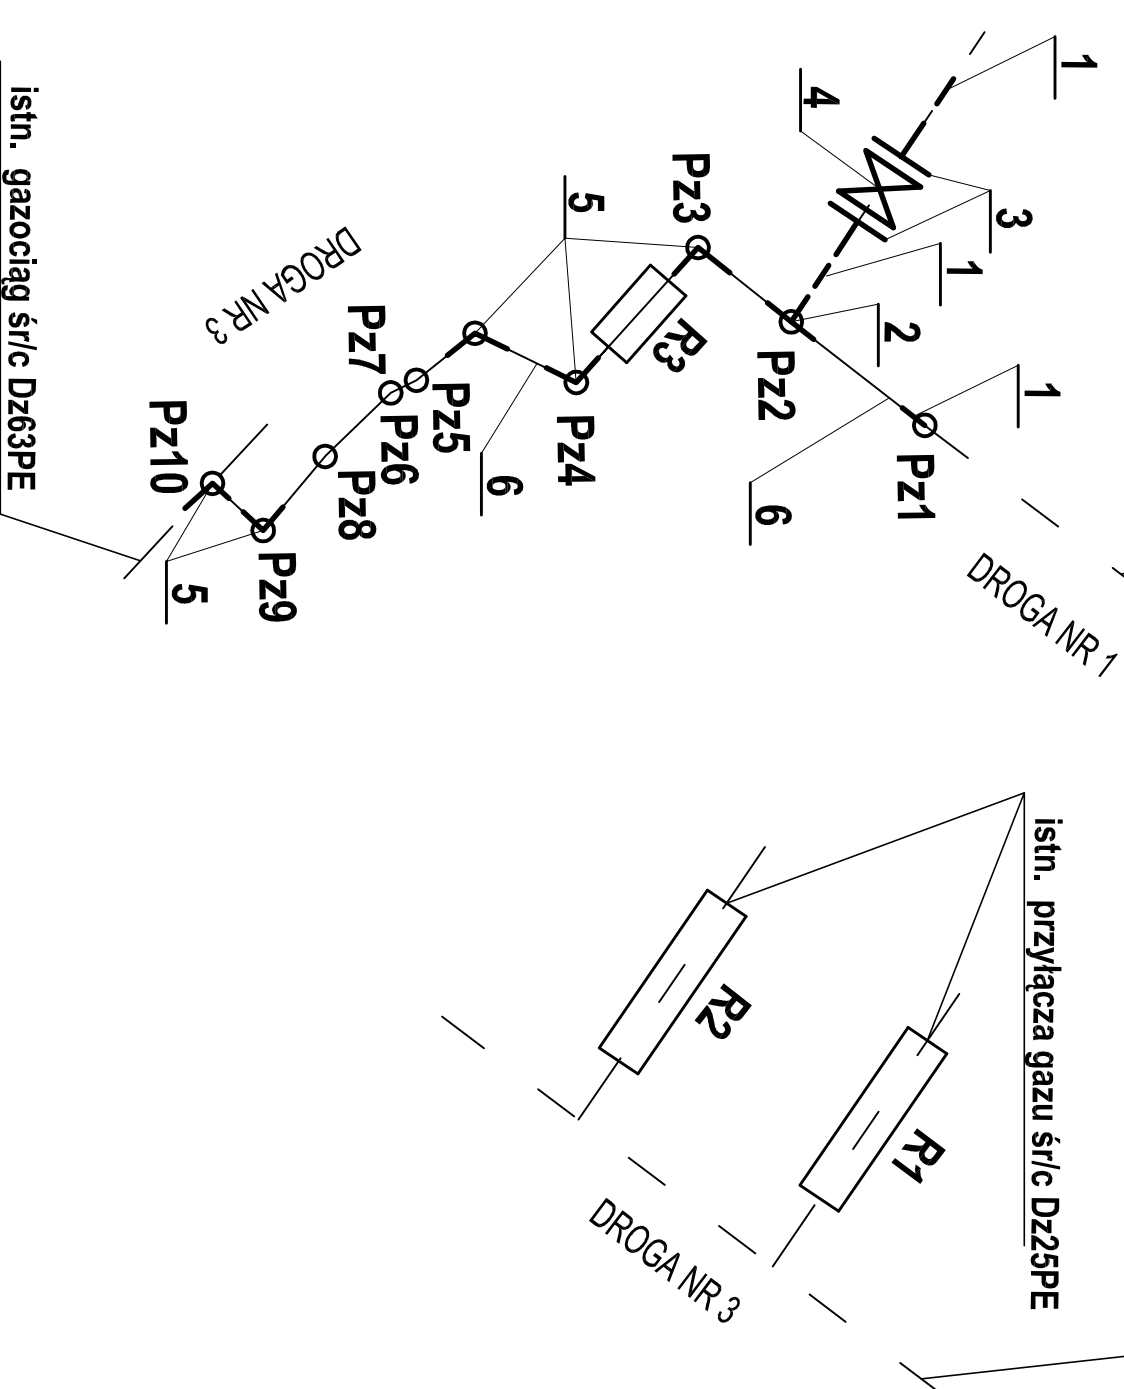 1
4
3
Pz3
5
1
2
R3
DROGA NR 3
Pz7
Pz2
1
Pz5
Pz6
Pz4
Pz10
Pz8
6
Pz1
6
Pz9
5
DROGA NR 1
istn. gazociąg śr/c Dz63PE
istn. przyłącza gazu śr/c Dz25PE
R2
R1
DROGA NR 3